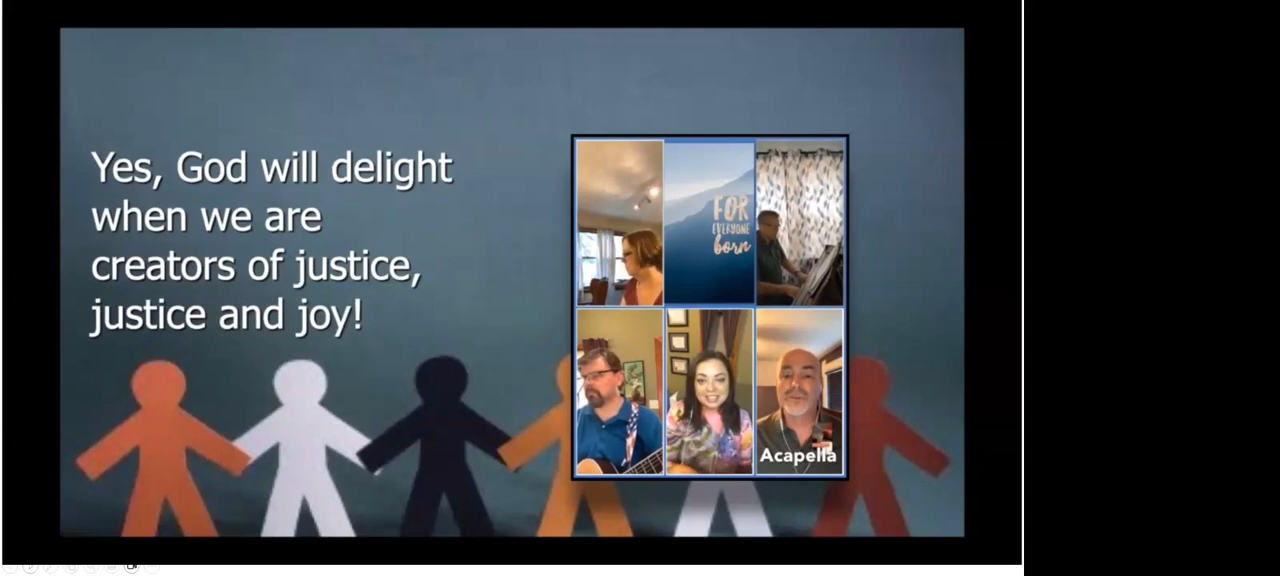 Yes, God will delight
when we are
creators of justice,
justice and joy!
FOR
EVERYONE
born
Acapella